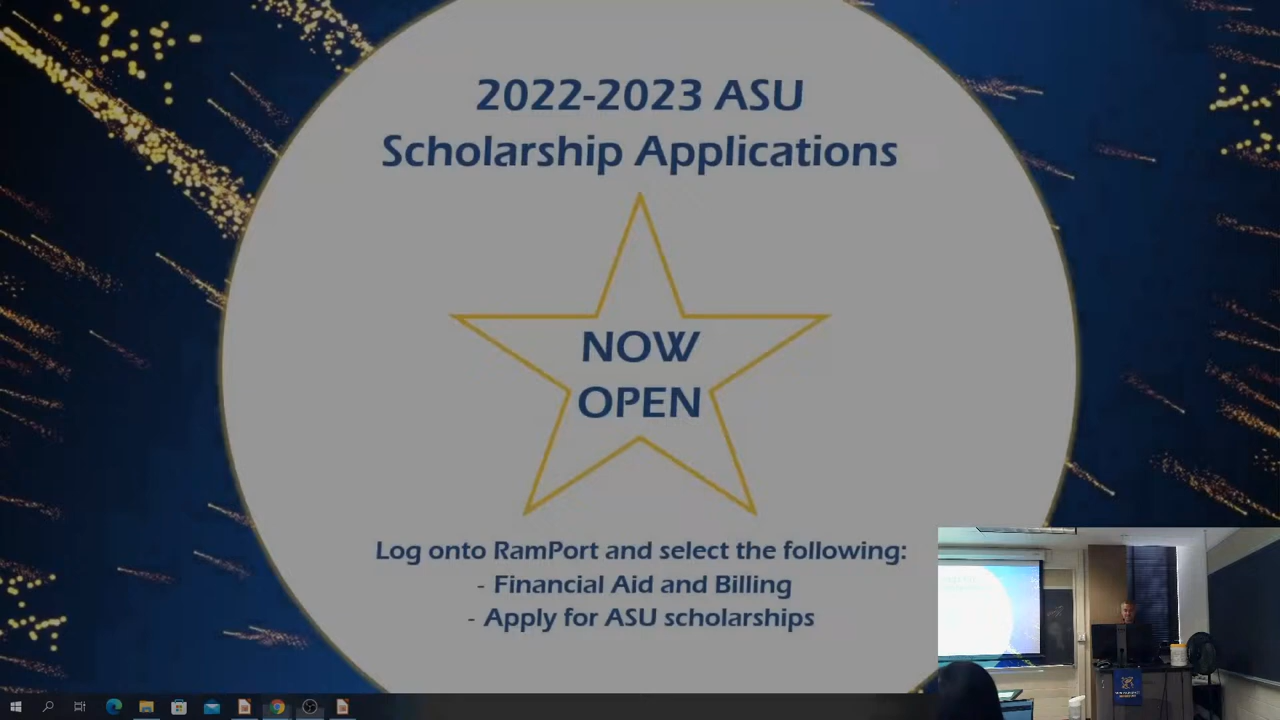 2022-2023 ASU
Scholarship Applications
NOW
OPEN
Log onto RamPort and select the following:
- Financial Aid and Billing
- Apply for ASU scholarships